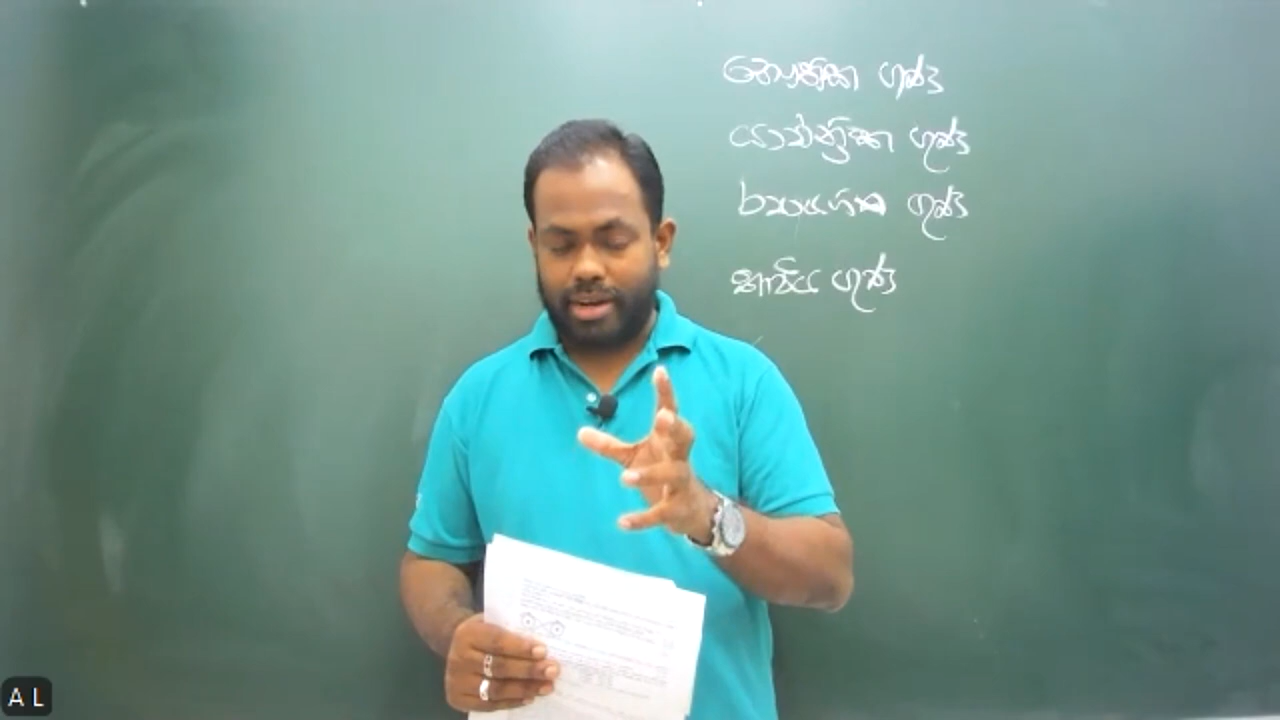 භෞතික ගුණ
යාන්ත්‍රික ගුණ
රසායනික ගුණ
තාපීය ගුණ
A L